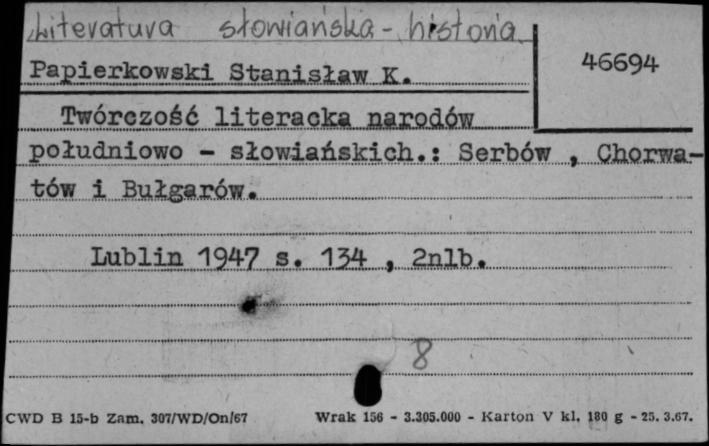 Literatura słowiańska - historia
46694
Papierkowski Stanisław K.
Twórczość literacka narodów
południowo - słowiańskich.: Serbów , Chorwa-
tów i Bułgarów.
Lublin 1947 s. 134 , 2nlb.
8
CWD B 15-b Zam. 307/WD/On/67
Wrak 156 - 3.305.000 - Karton V kl. 180 g - 25. 3.67.